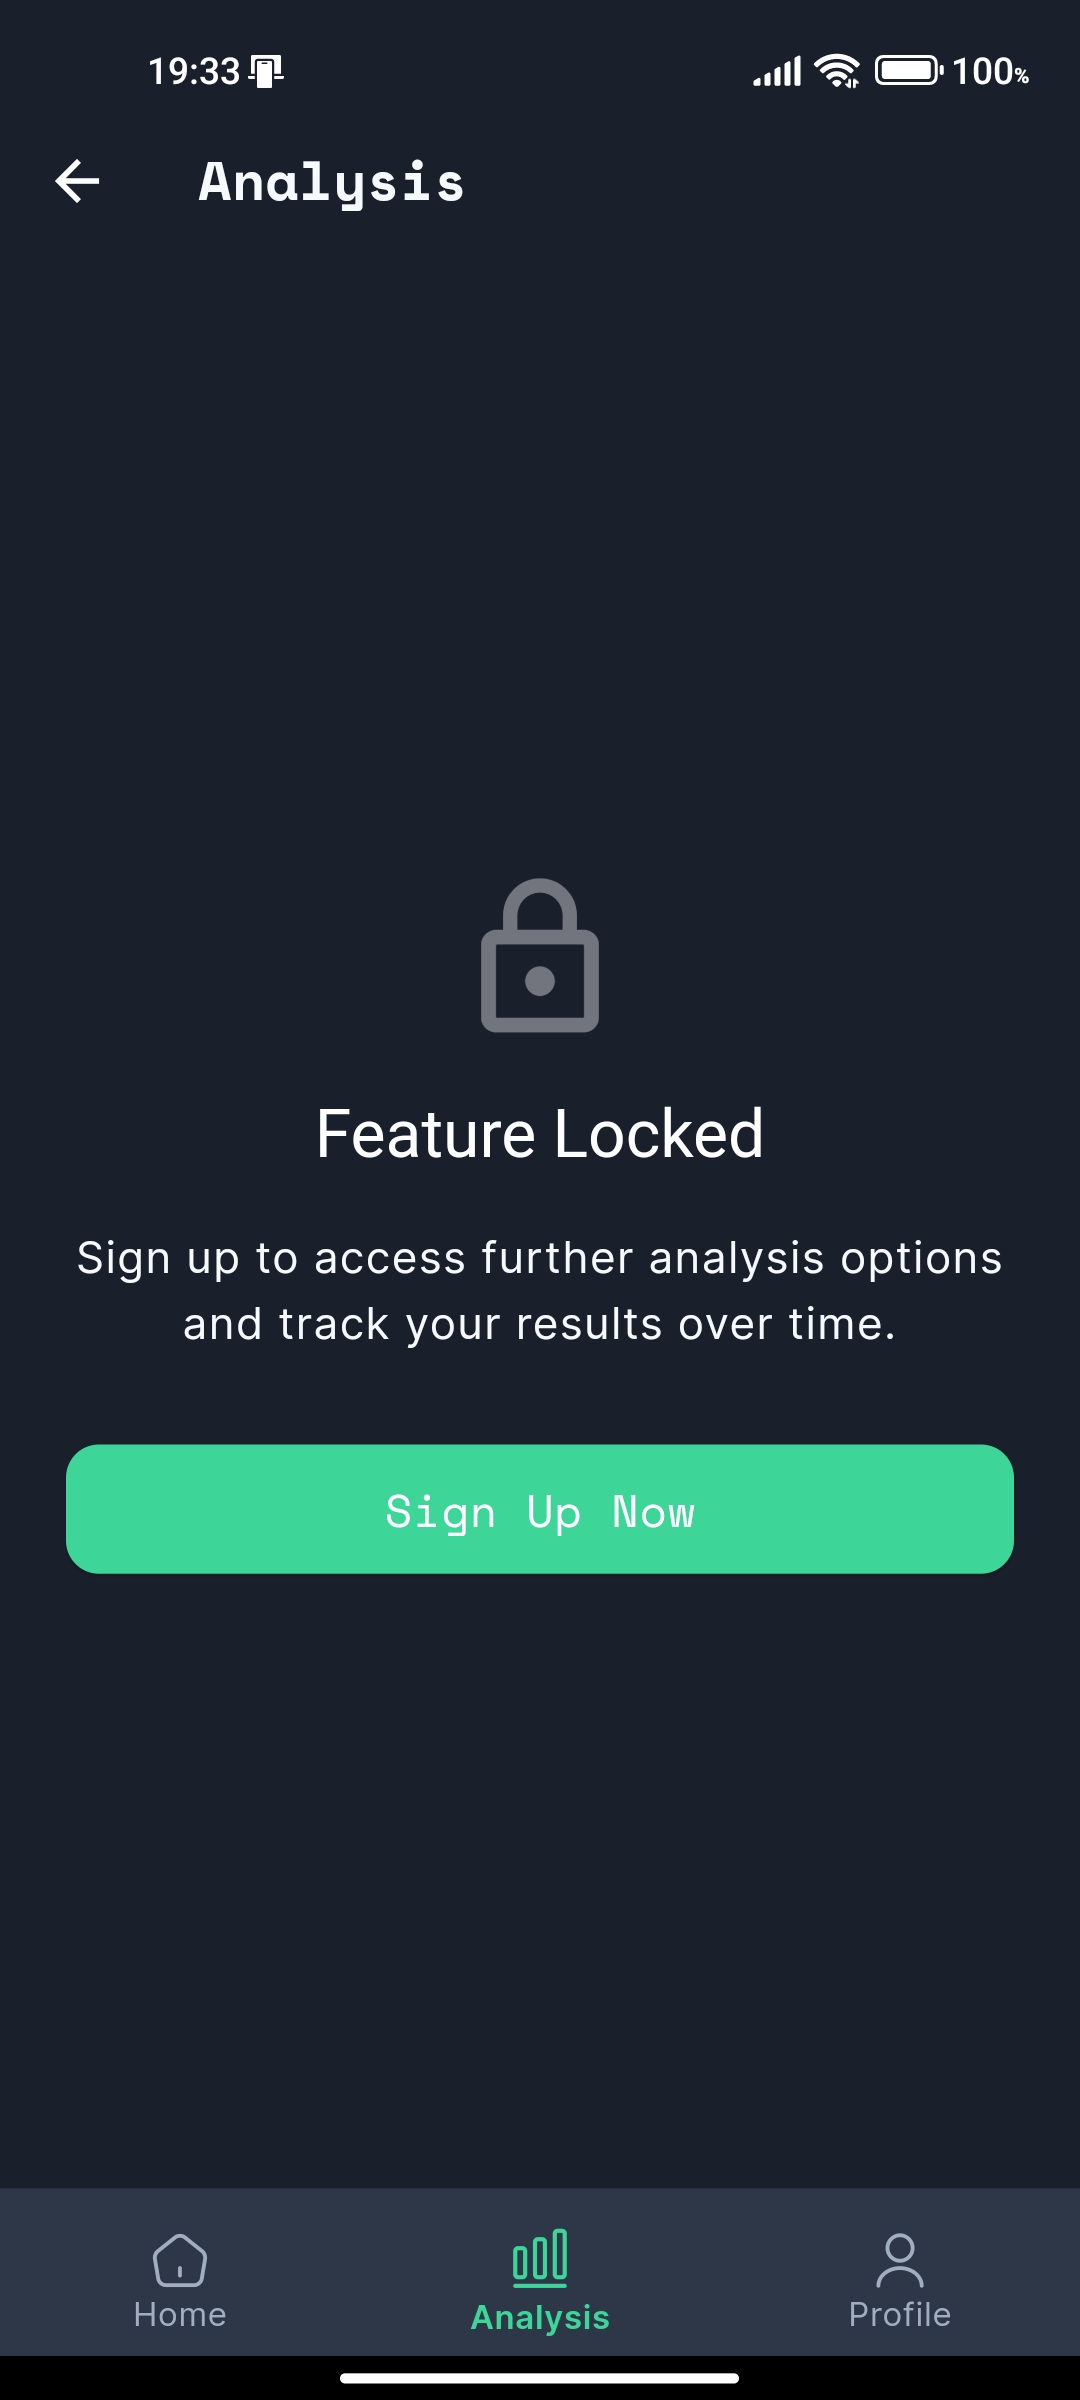 19:33 100%
Analysis
Feature Locked
Sign up to access further analysis options
and track your results over time.
Sign Up Now
Home Analysis Profile